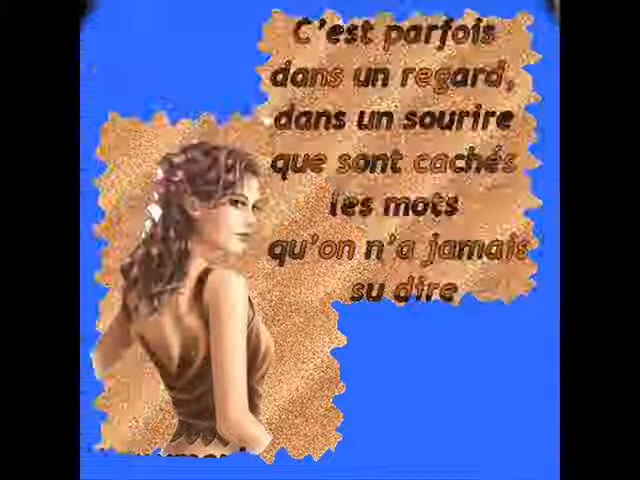 C'est parfois
dans un regard,
dans un sourire
que sont cachés
les mots
qu'on n'a jamais
su dire